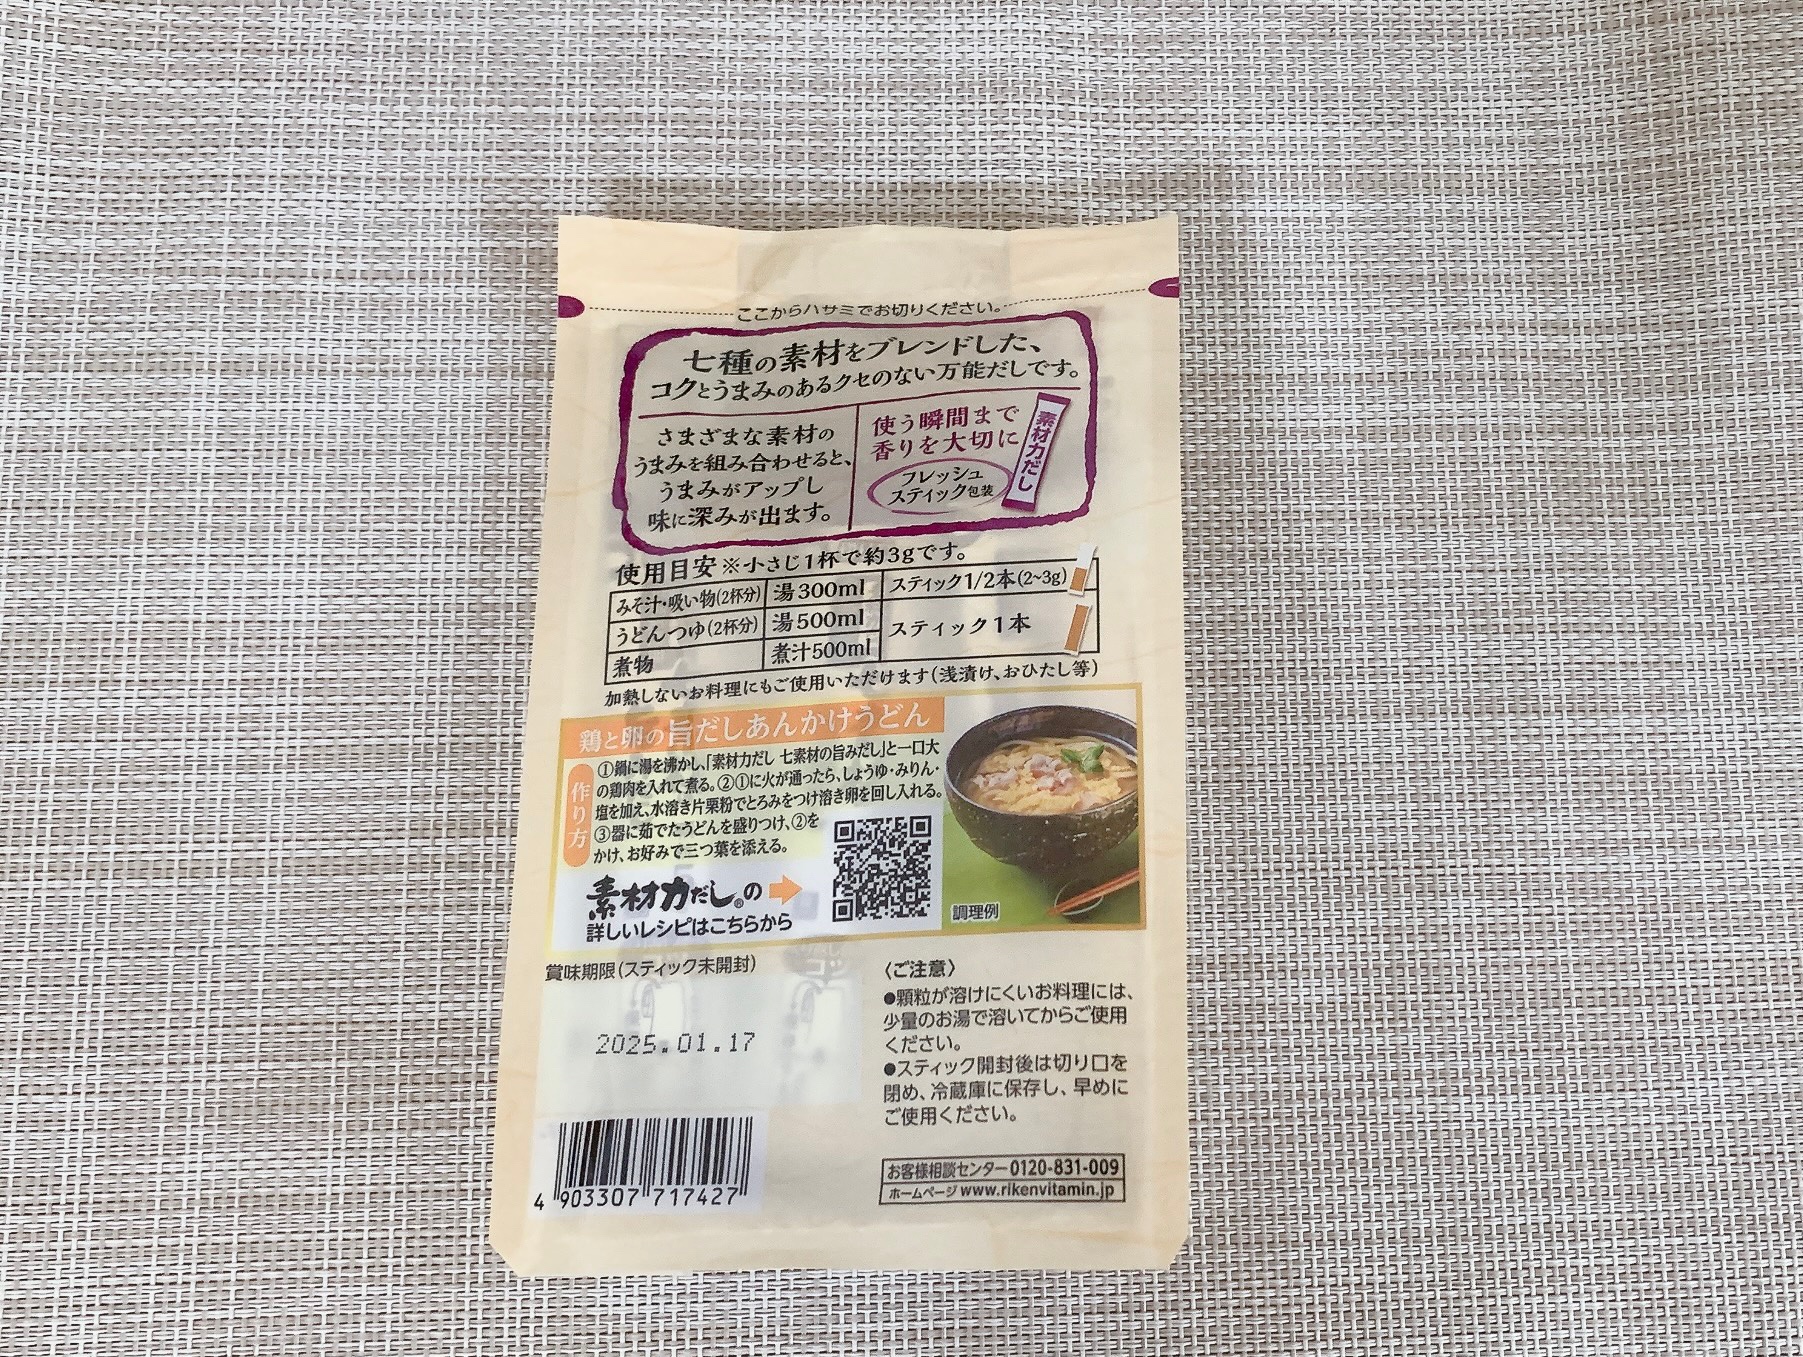 ここからハサミでお切りください。
七種の素材をブレンドした、
コクとうまみのあるクセのない万能だしです。
さまざまな素材の
うまみを組み合わせると、
うまみがアップし
味に深みが出ます。
使う瞬間まで
香りを大切に
フレッシュ
スティック包装
素材力だし
使用目安 ※小さじ1杯で約3gです。
みそ汁・吸い物(2杯分) 湯300ml スティック1/2本(2~3g)
うどんつゆ(2杯分) 湯500ml スティック1本
煮物 煮汁500ml
加熱しないお料理にもご使用いただけます(浅漬け、おひたし等)
鶏と卵の旨だしあんかけうどん
作り方
①鍋に湯を沸かし、「素材力だし 七素材の旨みだし」と一口大
の鶏肉を入れて煮る。②①に火が通ったら、しょうゆ・みりん・
塩を加え、水溶き片栗粉でとろみをつけ溶き卵を回し入れる。
③器に茹でたうどんを盛りつけ、②を
かけ、お好みで三つ葉を添える。
素材力だし®の
詳しいレシピはこちらから
調理例
賞味期限(スティック未開封)
2025.01.17
〈ご注意〉
●顆粒が溶けにくいお料理には、
少量のお湯で溶いてからご使用
ください。
●スティック開封後は切り口を
閉め、冷蔵庫に保存し、早めに
ご使用ください。
お客様相談センター 0120-831-009
ホームページ www.rikenvitamin.jp
4 903307 717427